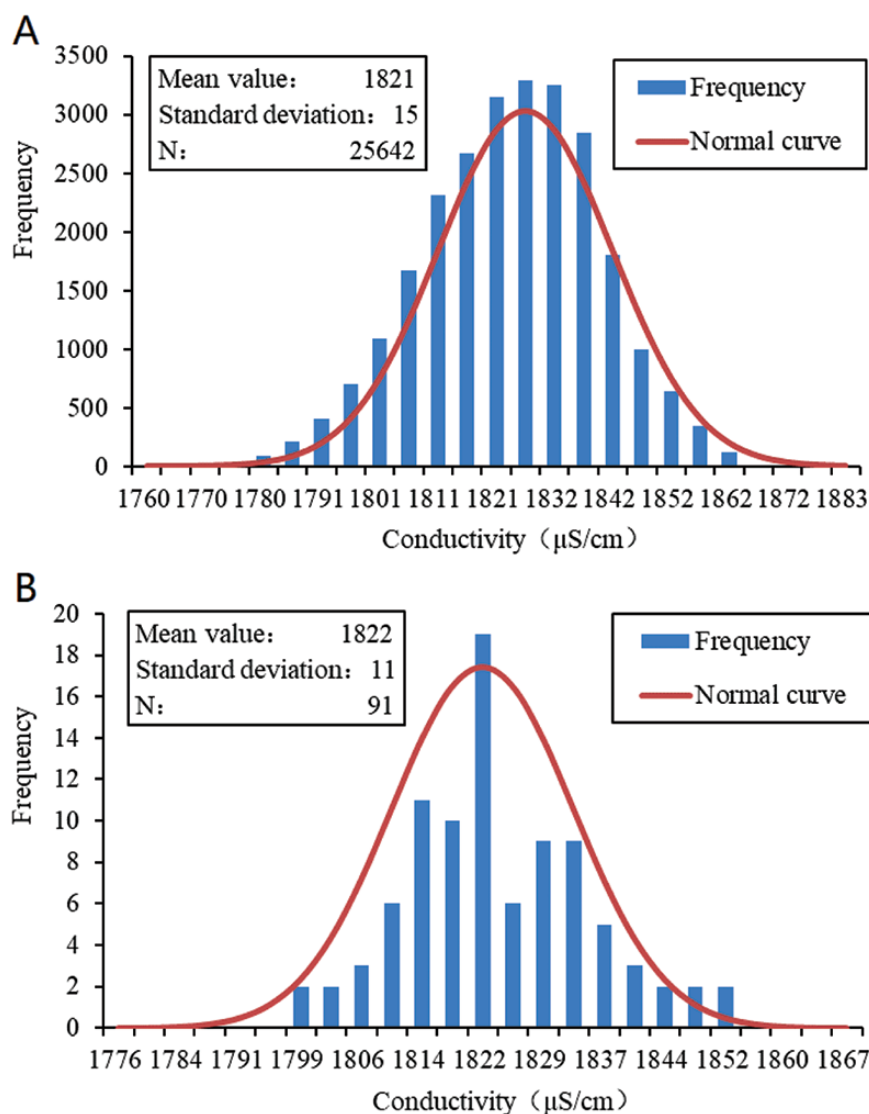 A
Mean value： 1821
Standard deviation： 15
N： 25642
Frequency
Normal curve
Frequency
3500
3000
2500
2000
1500
1000
500
0
1760 1770 1780 1791 1801 1811 1821 1832 1842 1852 1862 1872 1883
Conductivity（μS/cm）
B
Mean value： 1822
Standard deviation： 11
N： 91
Frequency
Normal curve
Frequency
20
18
16
14
12
10
8
6
4
2
0
1776 1784 1791 1799 1806 1814 1822 1829 1837 1844 1852 1860 1867
Conductivity（μS/cm）